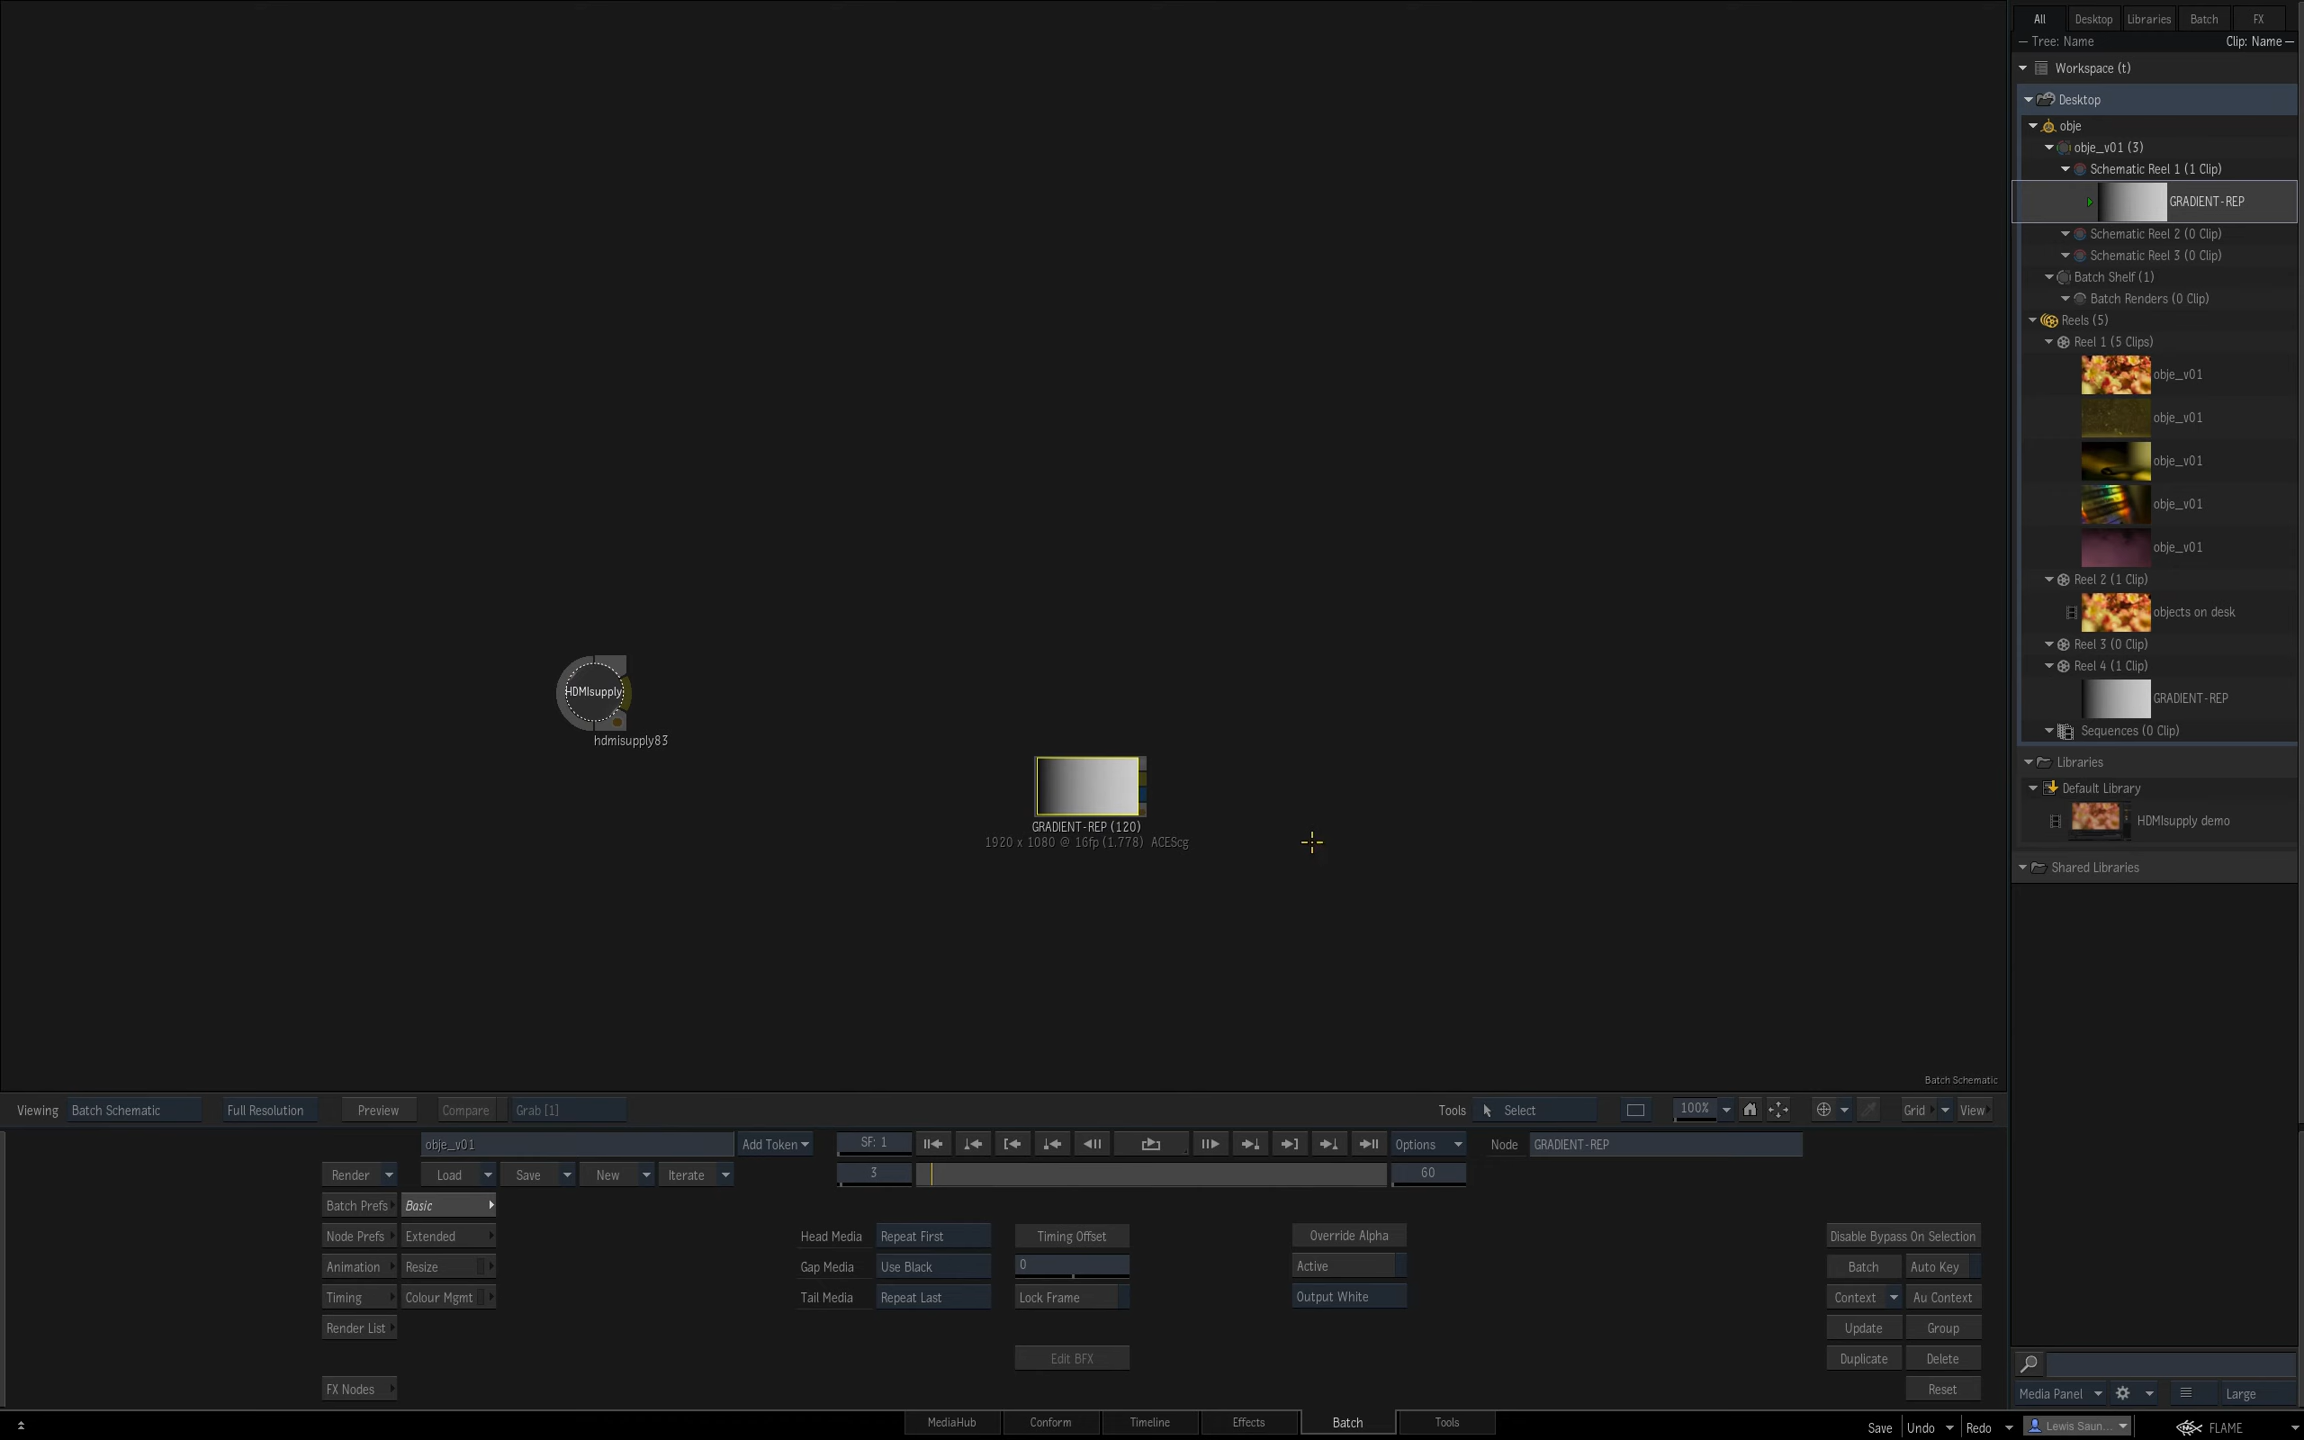 All Desktop Libraries Batch FX
Tree: Name Clip: Name
Workspace (t)
Desktop
obje
obje_v01 (3)
Schematic Reel 1 (1 Clip)
GRADIENT-REP
Schematic Reel 2 (0 Clip)
Schematic Reel 3 (0 Clip)
Batch Shelf (1)
Batch Renders (0 Clip)
Reels (5)
Reel 1 (5 Clips)
obje_v01
obje_v01
obje_v01
obje_v01
obje_v01
Reel 2 (1 Clip)
objects on desk
Reel 3 (0 Clip)
Reel 4 (1 Clip)
GRADIENT-REP
Sequences (0 Clip)
Libraries
Default Library
HDMIsupply demo
Shared Libraries
HDMIsupply
hdmisupply83
GRADIENT-REP (120)
1920 x 1080 @ 16fp (1.778) ACEScg
Batch Schematic
Viewing Batch Schematic Full Resolution Preview Compare Grab [1] Tools Select 100% Grid View
obje_v01 Add Token SF: 1 Options Node GRADIENT-REP
Render Load Save New Iterate 3 60
Batch Prefs Basic
Node Prefs Extended Head Media Repeat First Timing Offset Override Alpha Disable Bypass On Selection
Animation Resize Gap Media Use Black 0 Active Batch Auto Key
Timing Colour Mgmt Tail Media Repeat Last Lock Frame Output White Context Au Context
Render List Update Group
Edit BFX Duplicate Delete
FX Nodes Reset
Media Panel Large
MediaHub Conform Timeline Effects Batch Tools Save Undo Redo Lewis Saun... FLAME